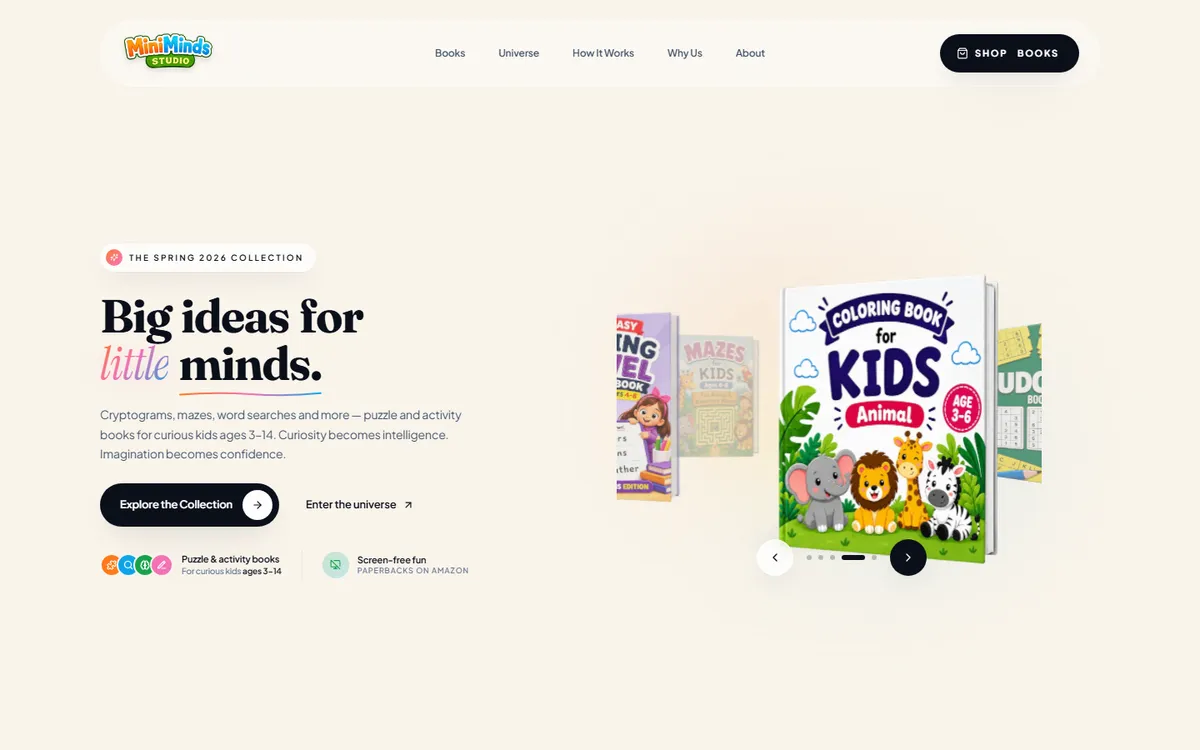 MiniMinds
STUDIO
Books
Universe
How It Works
Why Us
About
SHOP BOOKS
THE SPRING 2026 COLLECTION
Big ideas for
little minds.
Cryptograms, mazes, word searches and more — puzzle and activity
books for curious kids ages 3–14. Curiosity becomes intelligence.
Imagination becomes confidence.
Explore the Collection
Enter the universe
Puzzle & activity books
For curious kids ages 3–14
Screen-free fun
PAPERBACKS ON AMAZON
EASY
MAZES
for
KIDS
COLORING BOOK
for
KIDS
Animal
AGE
3-6
EDITION